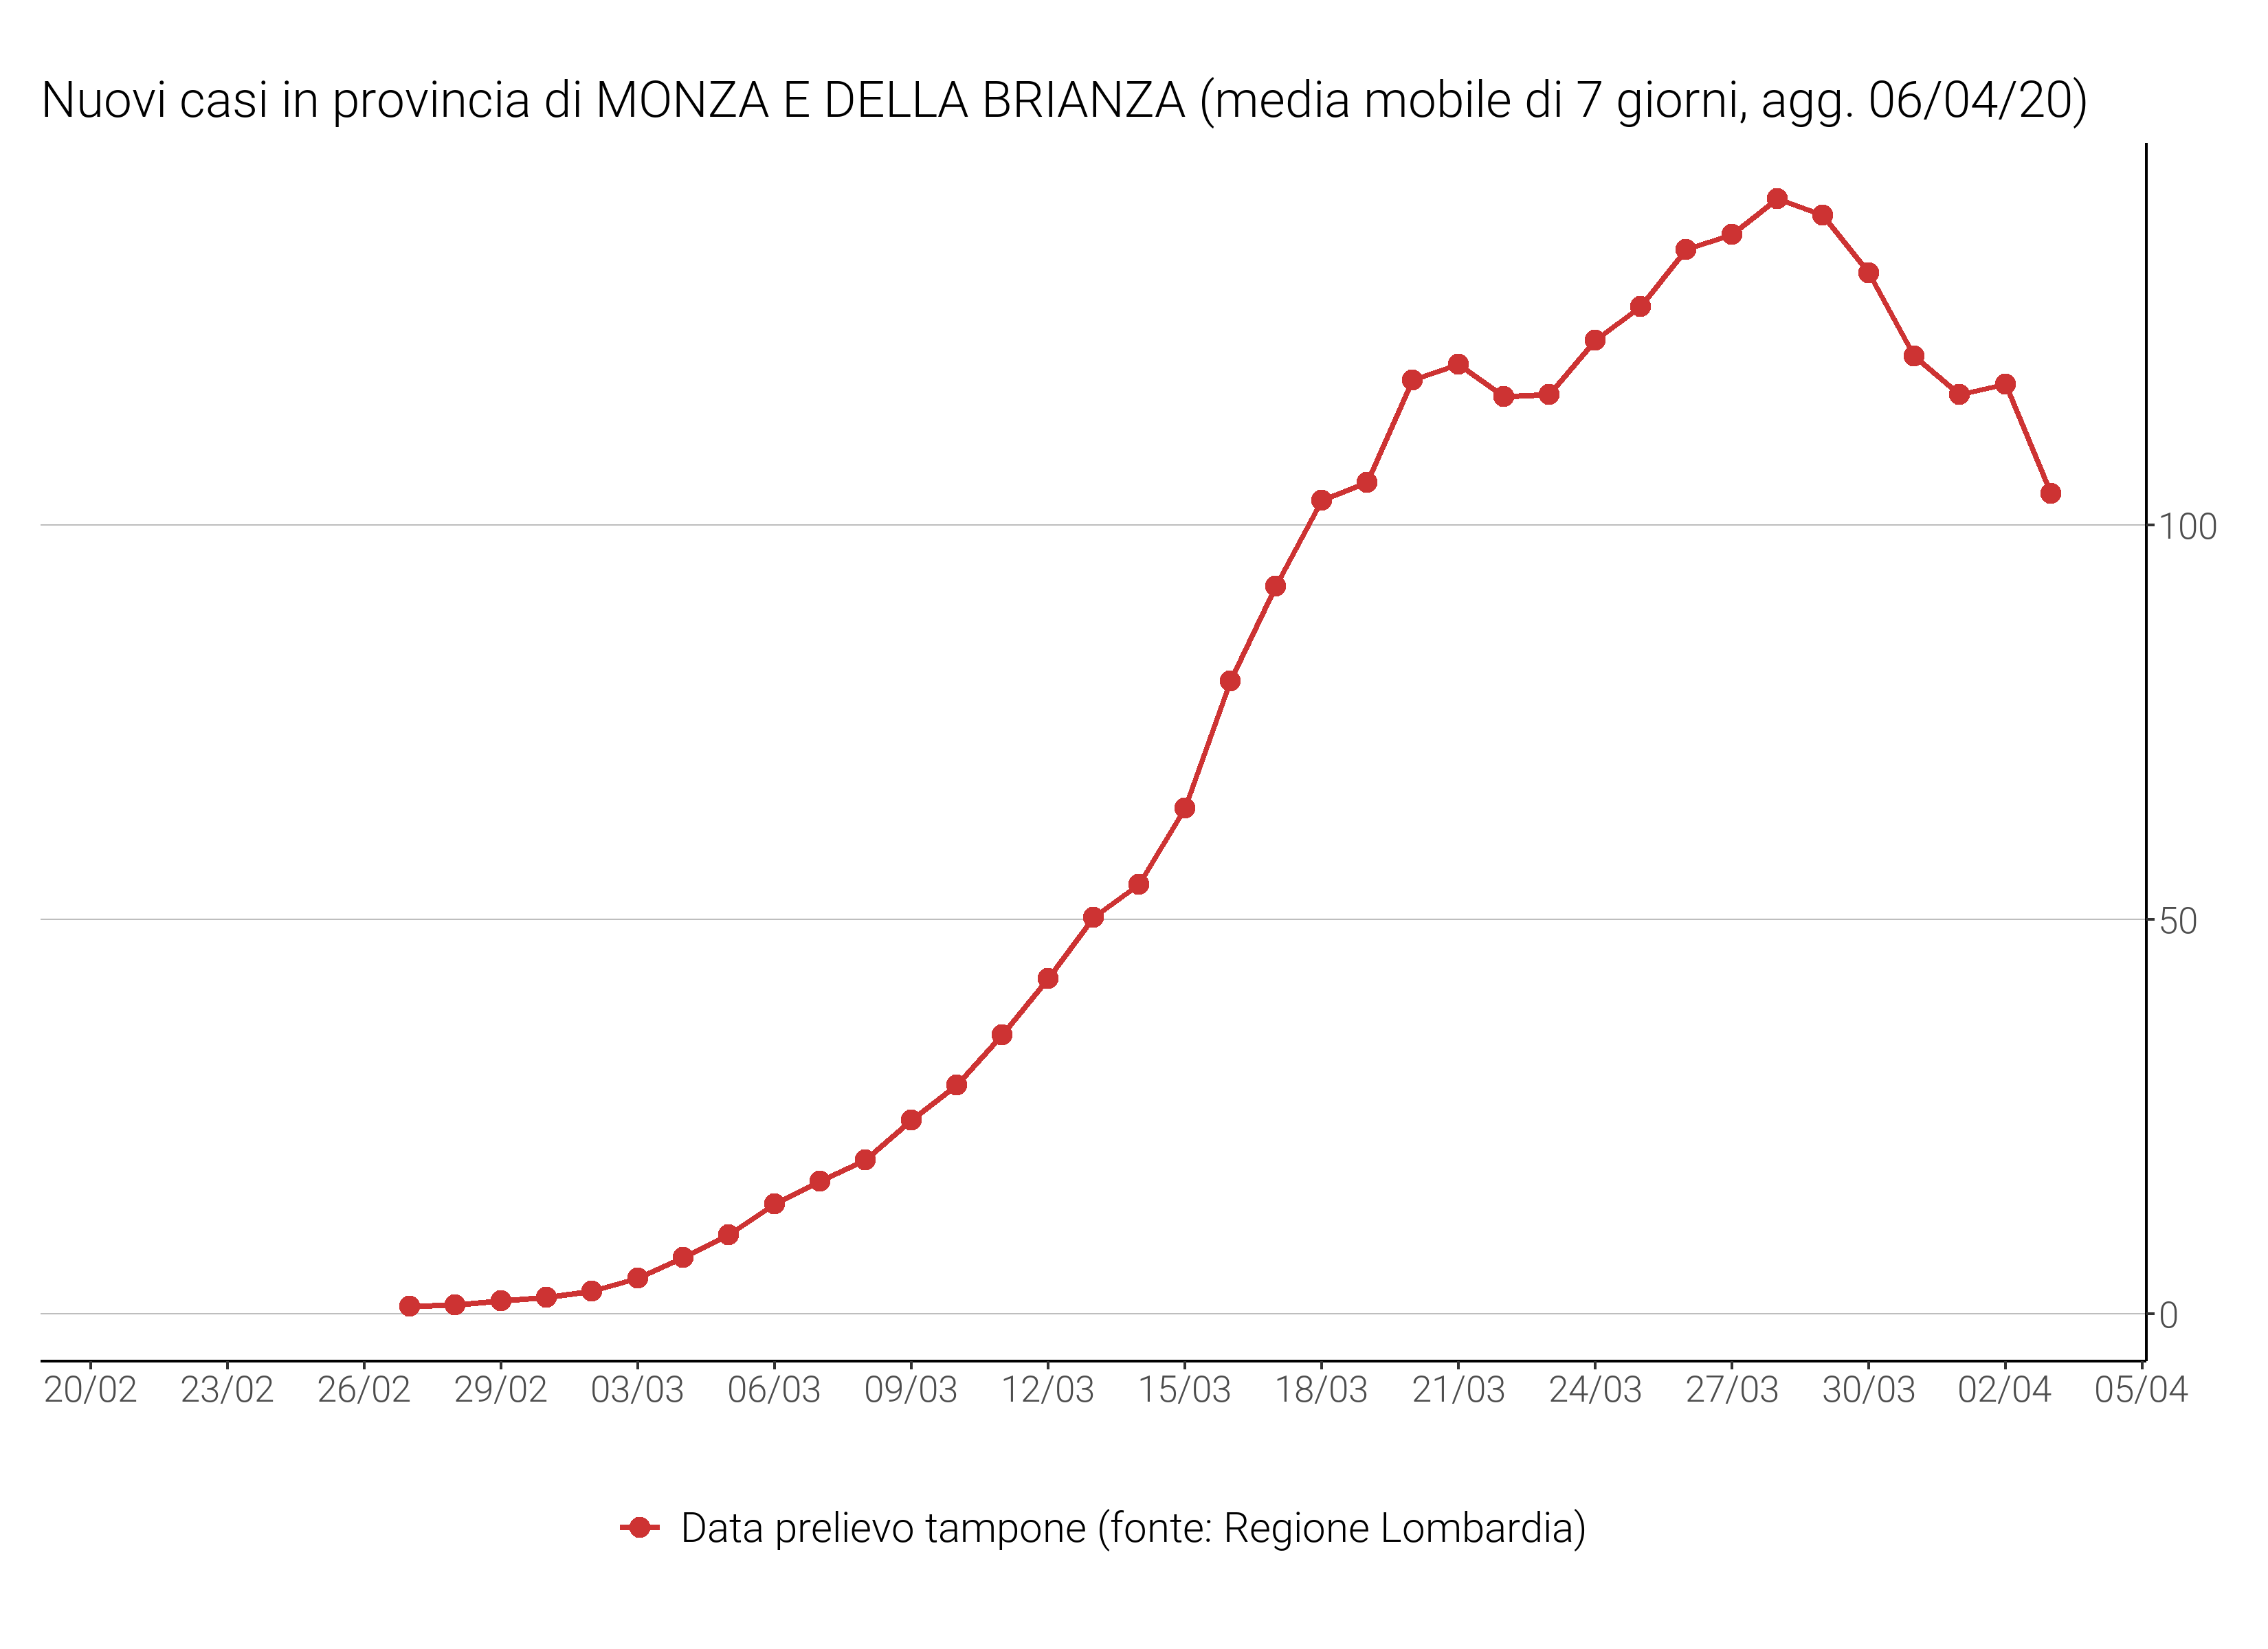 Nuovi casi in provincia di MONZA E DELLA BRIANZA (media mobile di 7 giorni, agg. 06/04/20)
100
50
0
20/02 23/02 26/02 29/02 03/03 06/03 09/03 12/03 15/03 18/03 21/03 24/03 27/03 30/03 02/04 05/04
Data prelievo tampone (fonte: Regione Lombardia)